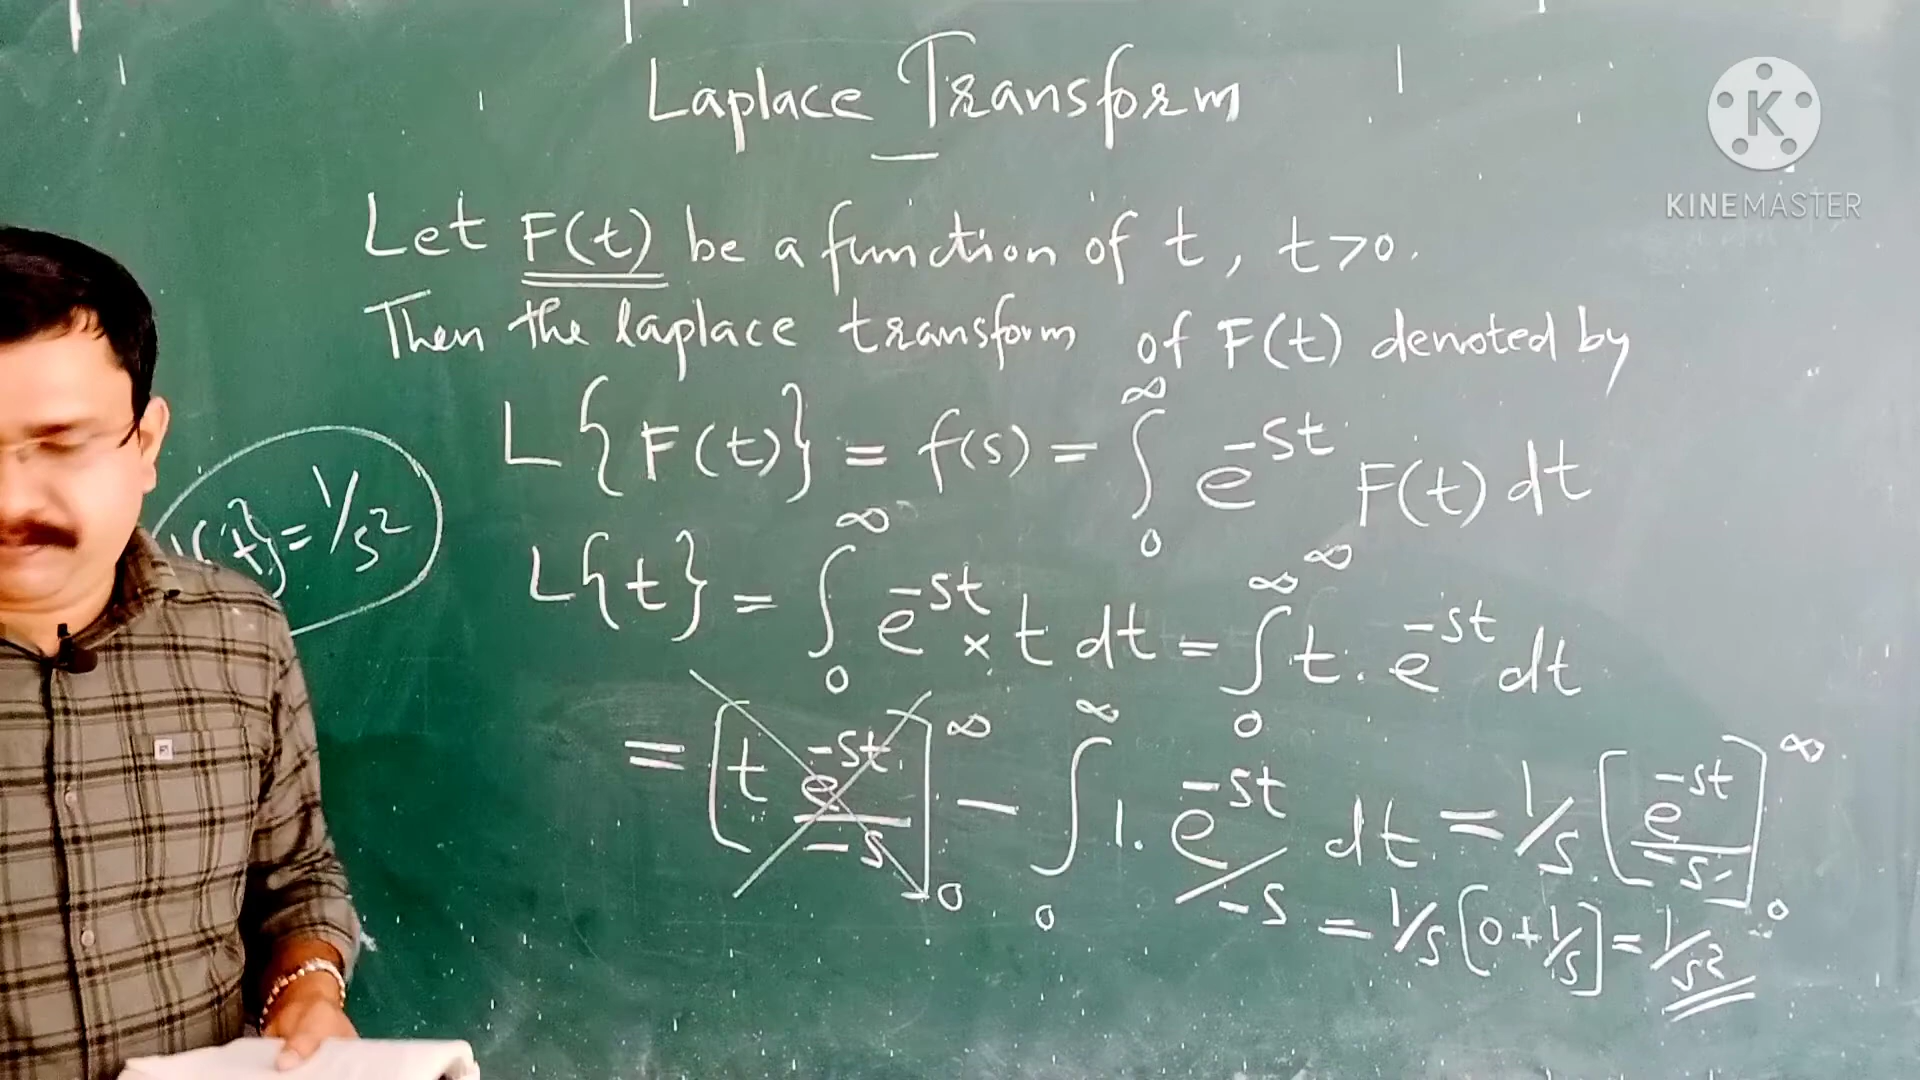 Laplace Transform
KINEMASTER
Let F(t) be a function of t, t>0.
Then the laplace transform of F(t) denoted by
L{F(t)} = f(s) = ∫₀^∞ e^{-st} F(t) dt
L{t} = 1/s²
L{t} = ∫₀^∞ e^{-st} × t dt = ∫₀^∞ ^∞ t. e^{-st} dt
= [t e^{-st}/-s]₀^∞ - ∫₀^∞ 1. e^{-st}/-s dt = 1/s [e^{-st}/-s]₀^∞
= 1/s [0 + 1/s] = 1/s²